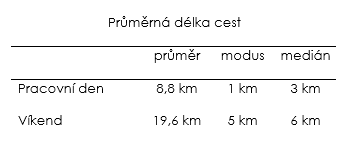 Průměrná délka cest
průměr modus medián
Pracovní den 8,8 km 1 km 3 km
Víkend 19,6 km 5 km 6 km